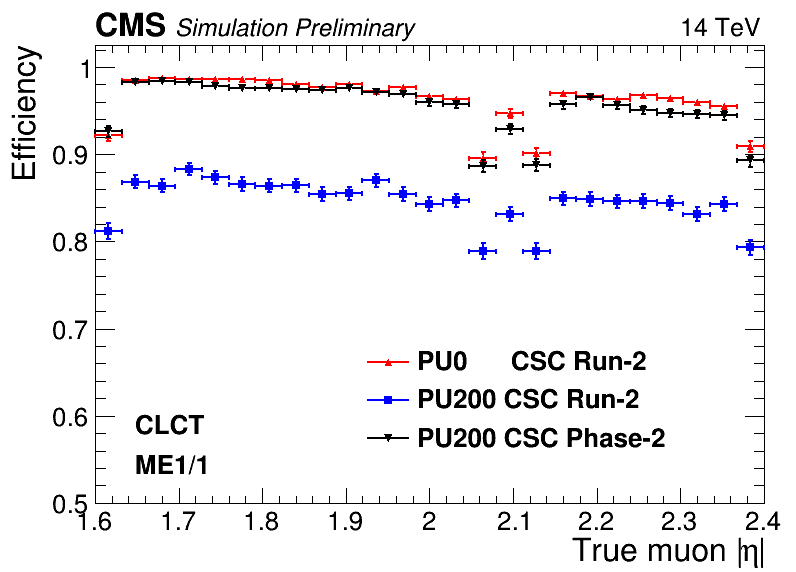 CMS Simulation Preliminary 14 TeV
Efficiency
1
0.9
0.8
0.7
0.6
0.5
PU0 CSC Run-2
PU200 CSC Run-2
PU200 CSC Phase-2
CLCT
ME1/1
1.6 1.7 1.8 1.9 2 2.1 2.2 2.3 2.4
True muon |η|